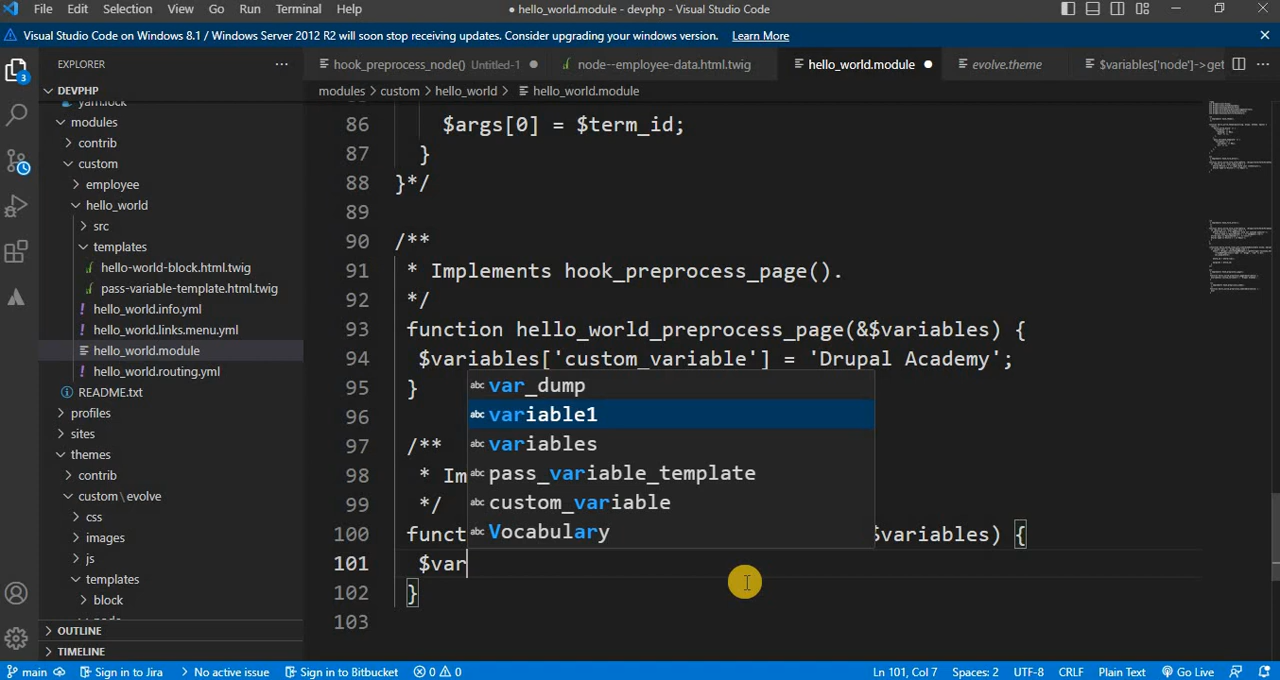 File Edit Selection View Go Run Terminal Help
● hello_world.module - devphp - Visual Studio Code
Visual Studio Code on Windows 8.1 / Windows Server 2012 R2 will soon stop receiving updates. Consider upgrading your windows version. Learn More
EXPLORER
hook_preprocess_node() Untitled-1
node--employee-data.html.twig
hello_world.module
evolve.theme
$variables['node']->get
DEVPHP
modules > custom > hello_world > hello_world.module
yarn.lock
modules
contrib
custom
employee
hello_world
src
templates
hello-world-block.html.twig
pass-variable-template.html.twig
hello_world.info.yml
hello_world.links.menu.yml
hello_world.module
hello_world.routing.yml
README.txt
profiles
sites
themes
contrib
custom \ evolve
css
images
js
templates
block
OUTLINE
TIMELINE
3
86 $args[0] = $term_id;
87 }
88 }*/
89
90 /**
91 * Implements hook_preprocess_page().
92 */
93 function hello_world_preprocess_page(&$variables) {
94 $variables['custom_variable'] = 'Drupal Academy';
95 }
96
97 /**
98 * Im
99 */
100 funct $variables) {
101 $var
102 }
103
abc var_dump
abc variable1
abc variables
abc pass_variable_template
abc custom_variable
abc Vocabulary
main Sign in to Jira No active issue Sign in to Bitbucket 0 0 Ln 101, Col 7 Spaces: 2 UTF-8 CRLF Plain Text Go Live